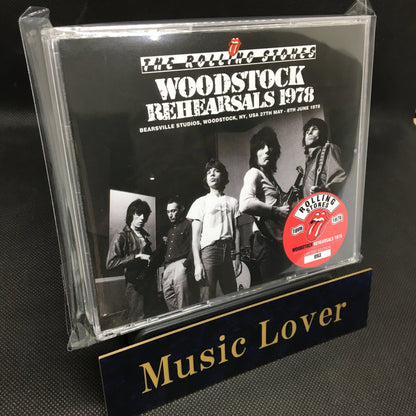 THE ROLLING STONES
WOODSTOCK
REHEARSALS 1978
BEARSVILLE STUDIOS, WOODSTOCK, NY, USA 27TH MAY - 8TH JUNE 1978
ROLLING
STONES
WOODSTOCK REHEARSALS 1978
Music Lover